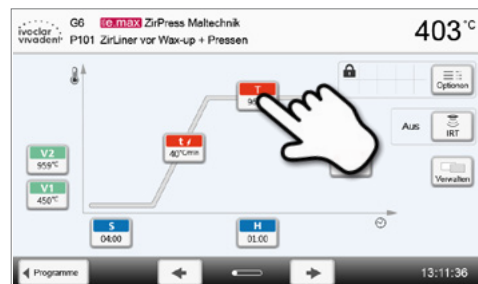 ivoclar vivadent
G6 IPS e.max ZirPress Maltechnik
P101 ZirLiner vor Wax-up + Pressen
403°C
T
Optionen
t
40°C/min
Aus
IRT
V2
959°C
V1
450°C
Verwalten
S
04:00
H
01:00
Programme
13:11:36